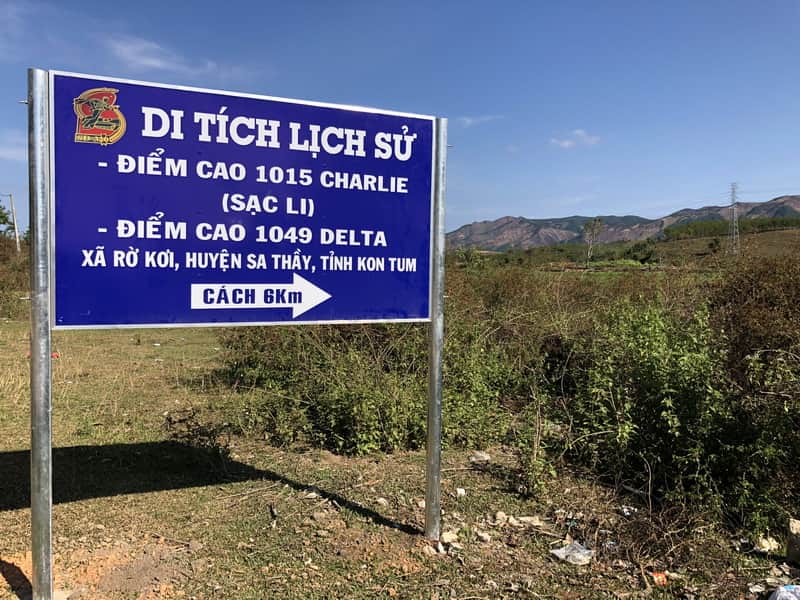 DI TÍCH LỊCH SỬ
- ĐIỂM CAO 1015 CHARLIE
(SẠC LI)
- ĐIỂM CAO 1049 DELTA
XÃ RỜ KƠI, HUYỆN SA THẦY, TỈNH KON TUM
CÁCH 6Km